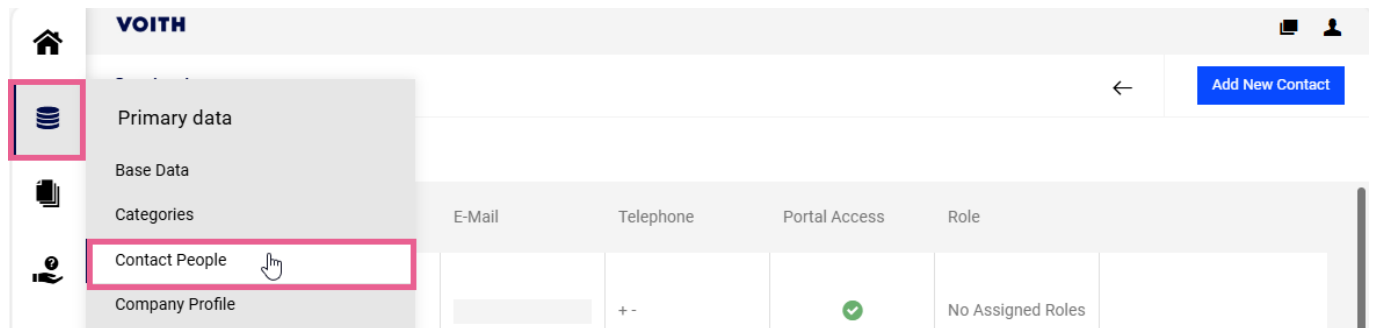 VOITH
Add New Contact
Primary data
Base Data
Categories
E-Mail Telephone Portal Access Role
Contact People
Company Profile
+ - No Assigned Roles